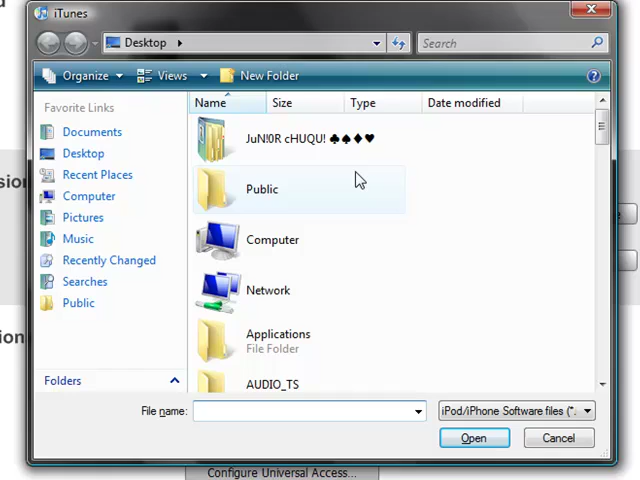 iTunes
Desktop
Search
Organize
Views
New Folder
Favorite Links
Documents
Desktop
Recent Places
Computer
Pictures
Music
Recently Changed
Searches
Public
Folders
Name
Size
Type
Date modified
JuN!0R cHUQU! ♣♠♦♥
Public
Computer
Network
Applications
File Folder
AUDIO_TS
File name:
iPod/iPhone Software files (*.
Open
Cancel
Configure Universal Access...